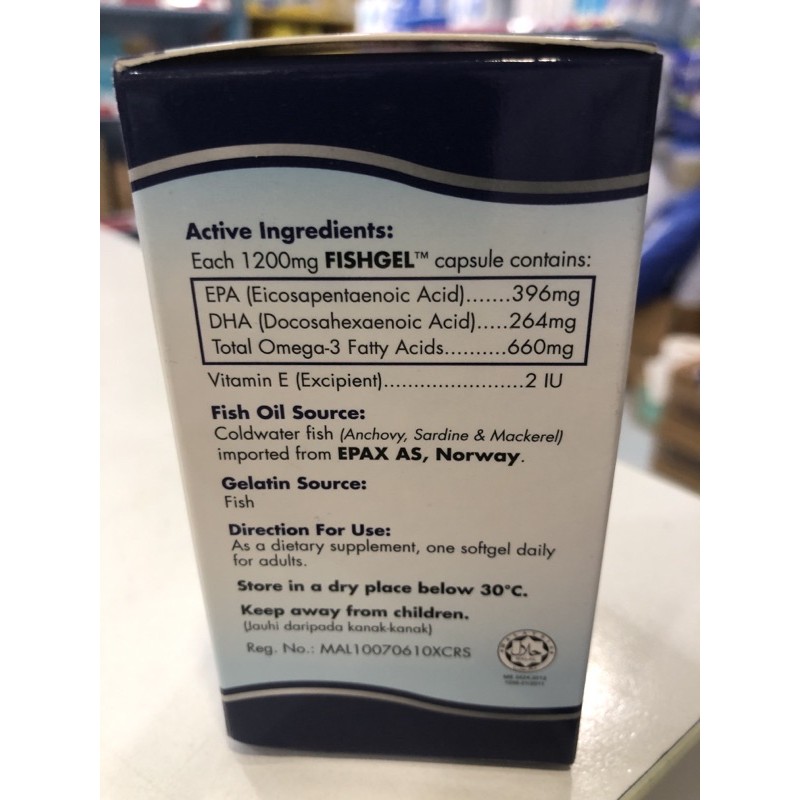 Active Ingredients:
Each 1200mg FISHGEL™ capsule contains:
EPA (Eicosapentaenoic Acid).......396mg
DHA (Docosahexaenoic Acid).....264mg
Total Omega-3 Fatty Acids..........660mg
Vitamin E (Excipient).......................2 IU
Fish Oil Source:
Coldwater fish (Anchovy, Sardine & Mackerel)
imported from EPAX AS, Norway.
Gelatin Source:
Fish
Direction For Use:
As a dietary supplement, one softgel daily
for adults.
Store in a dry place below 30°C.
Keep away from children.
(Jauhi daripada kanak-kanak)
Reg. No.: MAL10070610XCRS
حلال